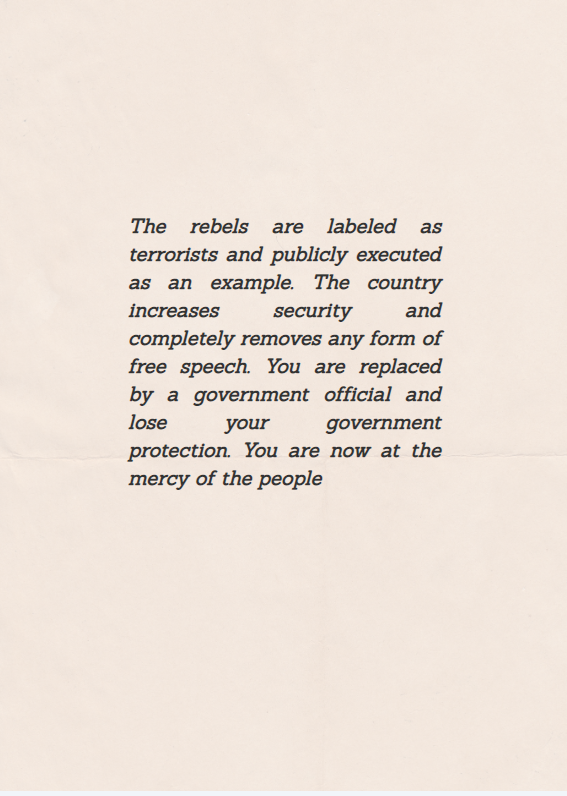 The rebels are labeled as
terrorists and publicly executed
as an example. The country
increases security and
completely removes any form of
free speech. You are replaced
by a government official and
lose your government
protection. You are now at the
mercy of the people